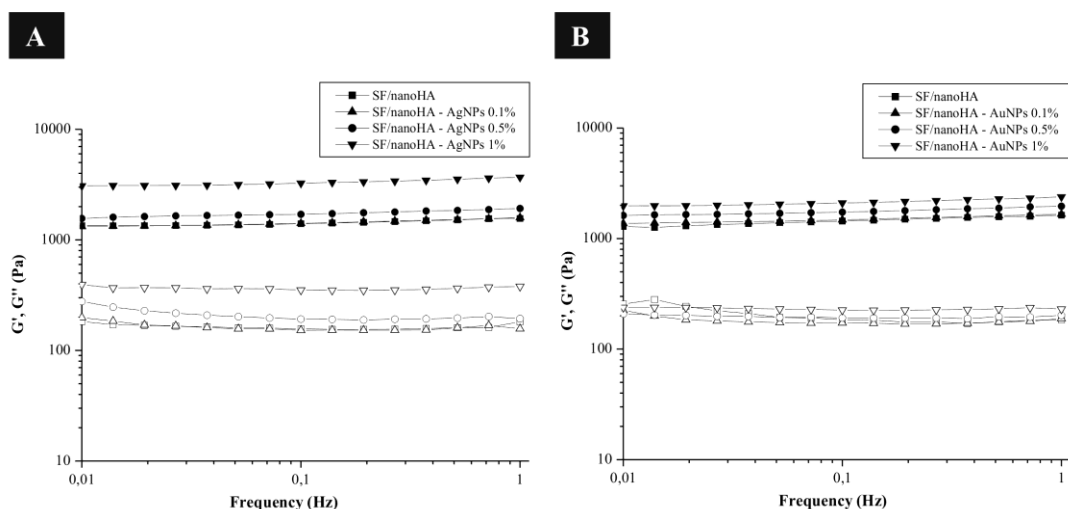 A
SF/nanoHA
SF/nanoHA - AgNPs 0.1%
SF/nanoHA - AgNPs 0.5%
SF/nanoHA - AgNPs 1%
10000
1000
100
10
G', G'' (Pa)
0,01
0,1
1
Frequency (Hz)
B
SF/nanoHA
SF/nanoHA - AuNPs 0.1%
SF/nanoHA - AuNPs 0.5%
SF/nanoHA - AuNPs 1%
10000
1000
100
10
G', G'' (Pa)
0,01
0,1
1
Frequency (Hz)